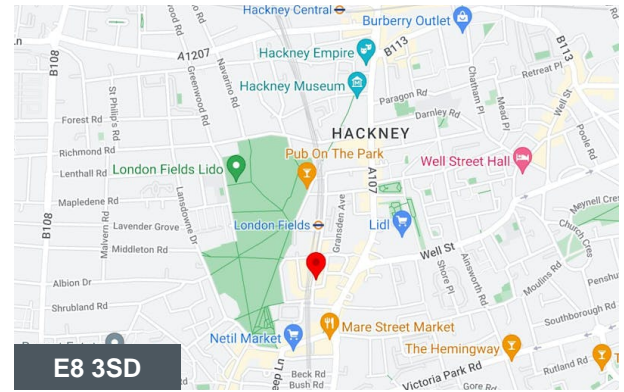 Hackney Central
Burberry Outlet
B113
A1207
Hackney Empire
B113
B108
Navarino Rd
Greenwood Rd
Hackney Museum
Chatham Pl
Retreat Pl
St Philip's Rd
Paragon Rd
Mead Pl
Well St
Forest Rd
Darnley Rd
HACKNEY
Poole Rd
Richmond Rd
Pub On The Park
Well Street Hall
London Fields Lido
Lenthall Rd
A107
Mapledene Rd
Lansdowne Dr
Gransden Ave
Meynell Cres
B108
Malvern Rd
Lavender Grove
London Fields
Lidl
Church Cres
Middleton Rd
Well St
Shore Pl
Ainsworth Rd
Moulins Rd
Albion Dr
Penshu
Shrubland Rd
Southborough Rd
Netil Market
Mare Street Market
The Hemingway
E8 3SD
Beck Rd
Bush Rd
Victoria Park Rd
Gore Rd
Rutland Rd